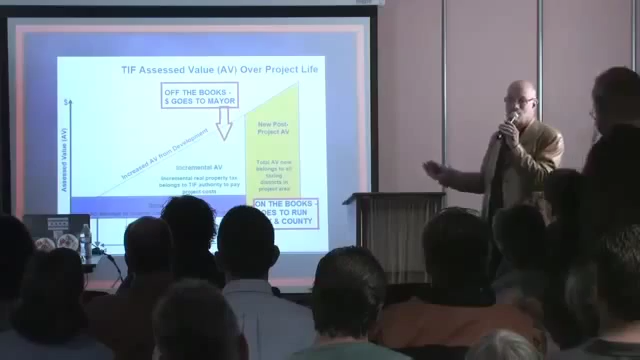 TIF Assessed Value (AV) Over Project Life
OFF THE BOOKS -
$ GOES TO MAYOR
$
Assessed Value (AV)
Increased AV from Development
New Post-
Project AV
Incremental AV
Incremental real property tax
belongs to TIF authority to pay
project costs
Total AV now
belongs to all
taxing
districts in
project area
ON THE BOOKS -
GOES TO RUN
& COUNTY